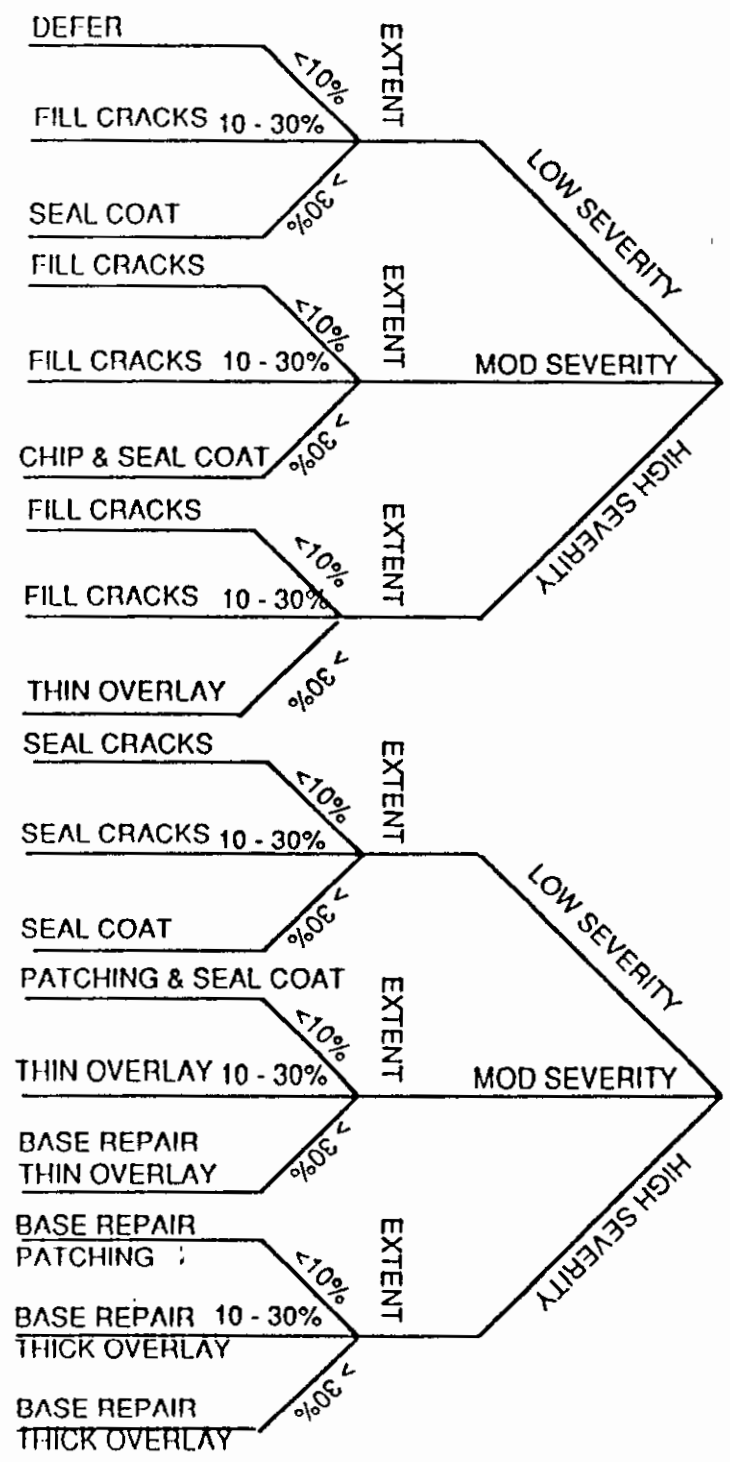 DEFER
<10%
EXTENT
FILL CRACKS 10 - 30%
LOW SEVERITY
SEAL COAT
> 30%
FILL CRACKS
<10%
EXTENT
FILL CRACKS 10 - 30%
MOD SEVERITY
CHIP & SEAL COAT
> 30%
HIGH SEVERITY
FILL CRACKS
<10%
EXTENT
FILL CRACKS 10 - 30%
THIN OVERLAY
> 30%
SEAL CRACKS
<10%
EXTENT
SEAL CRACKS 10 - 30%
LOW SEVERITY
SEAL COAT
> 30%
PATCHING & SEAL COAT
<10%
EXTENT
THIN OVERLAY 10 - 30%
MOD SEVERITY
BASE REPAIR
THIN OVERLAY
> 30%
HIGH SEVERITY
BASE REPAIR
PATCHING
<10%
EXTENT
BASE REPAIR 10 - 30%
THICK OVERLAY
BASE REPAIR
THICK OVERLAY
> 30%